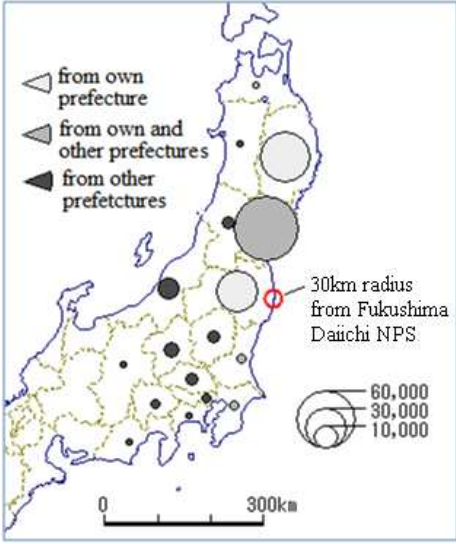 from own
prefecture
from own and
other prefectures
from other
prefetctures
30km radius
from Fukushima
Daiichi NPS
60,000
30,000
10,000
0 300km